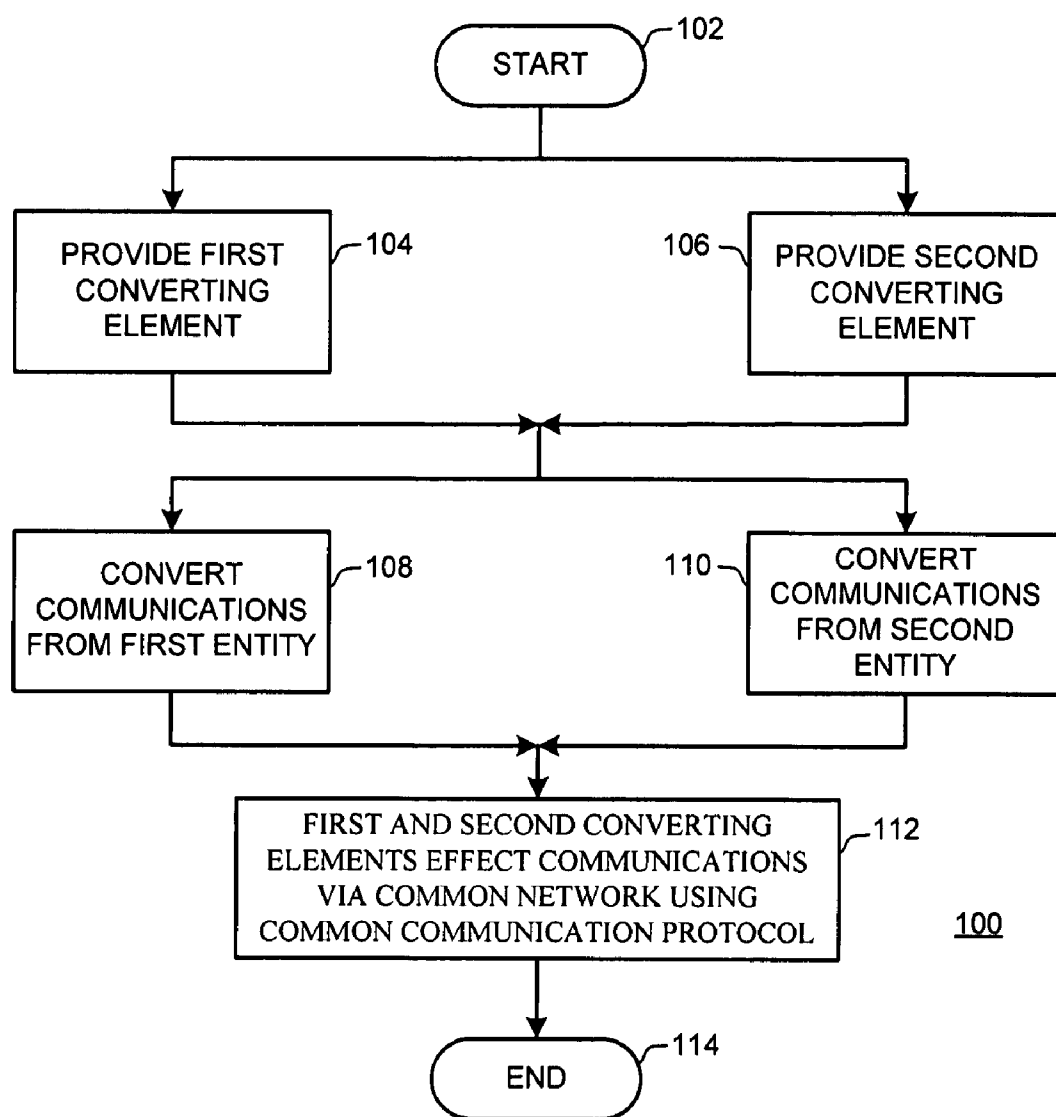 START
102
PROVIDE FIRST
CONVERTING
ELEMENT
104
106
PROVIDE SECOND
CONVERTING
ELEMENT
CONVERT
COMMUNICATIONS
FROM FIRST ENTITY
108
110
CONVERT
COMMUNICATIONS
FROM SECOND
ENTITY
FIRST AND SECOND CONVERTING
ELEMENTS EFFECT COMMUNICATIONS
VIA COMMON NETWORK USING
COMMON COMMUNICATION PROTOCOL
112
100
END
114